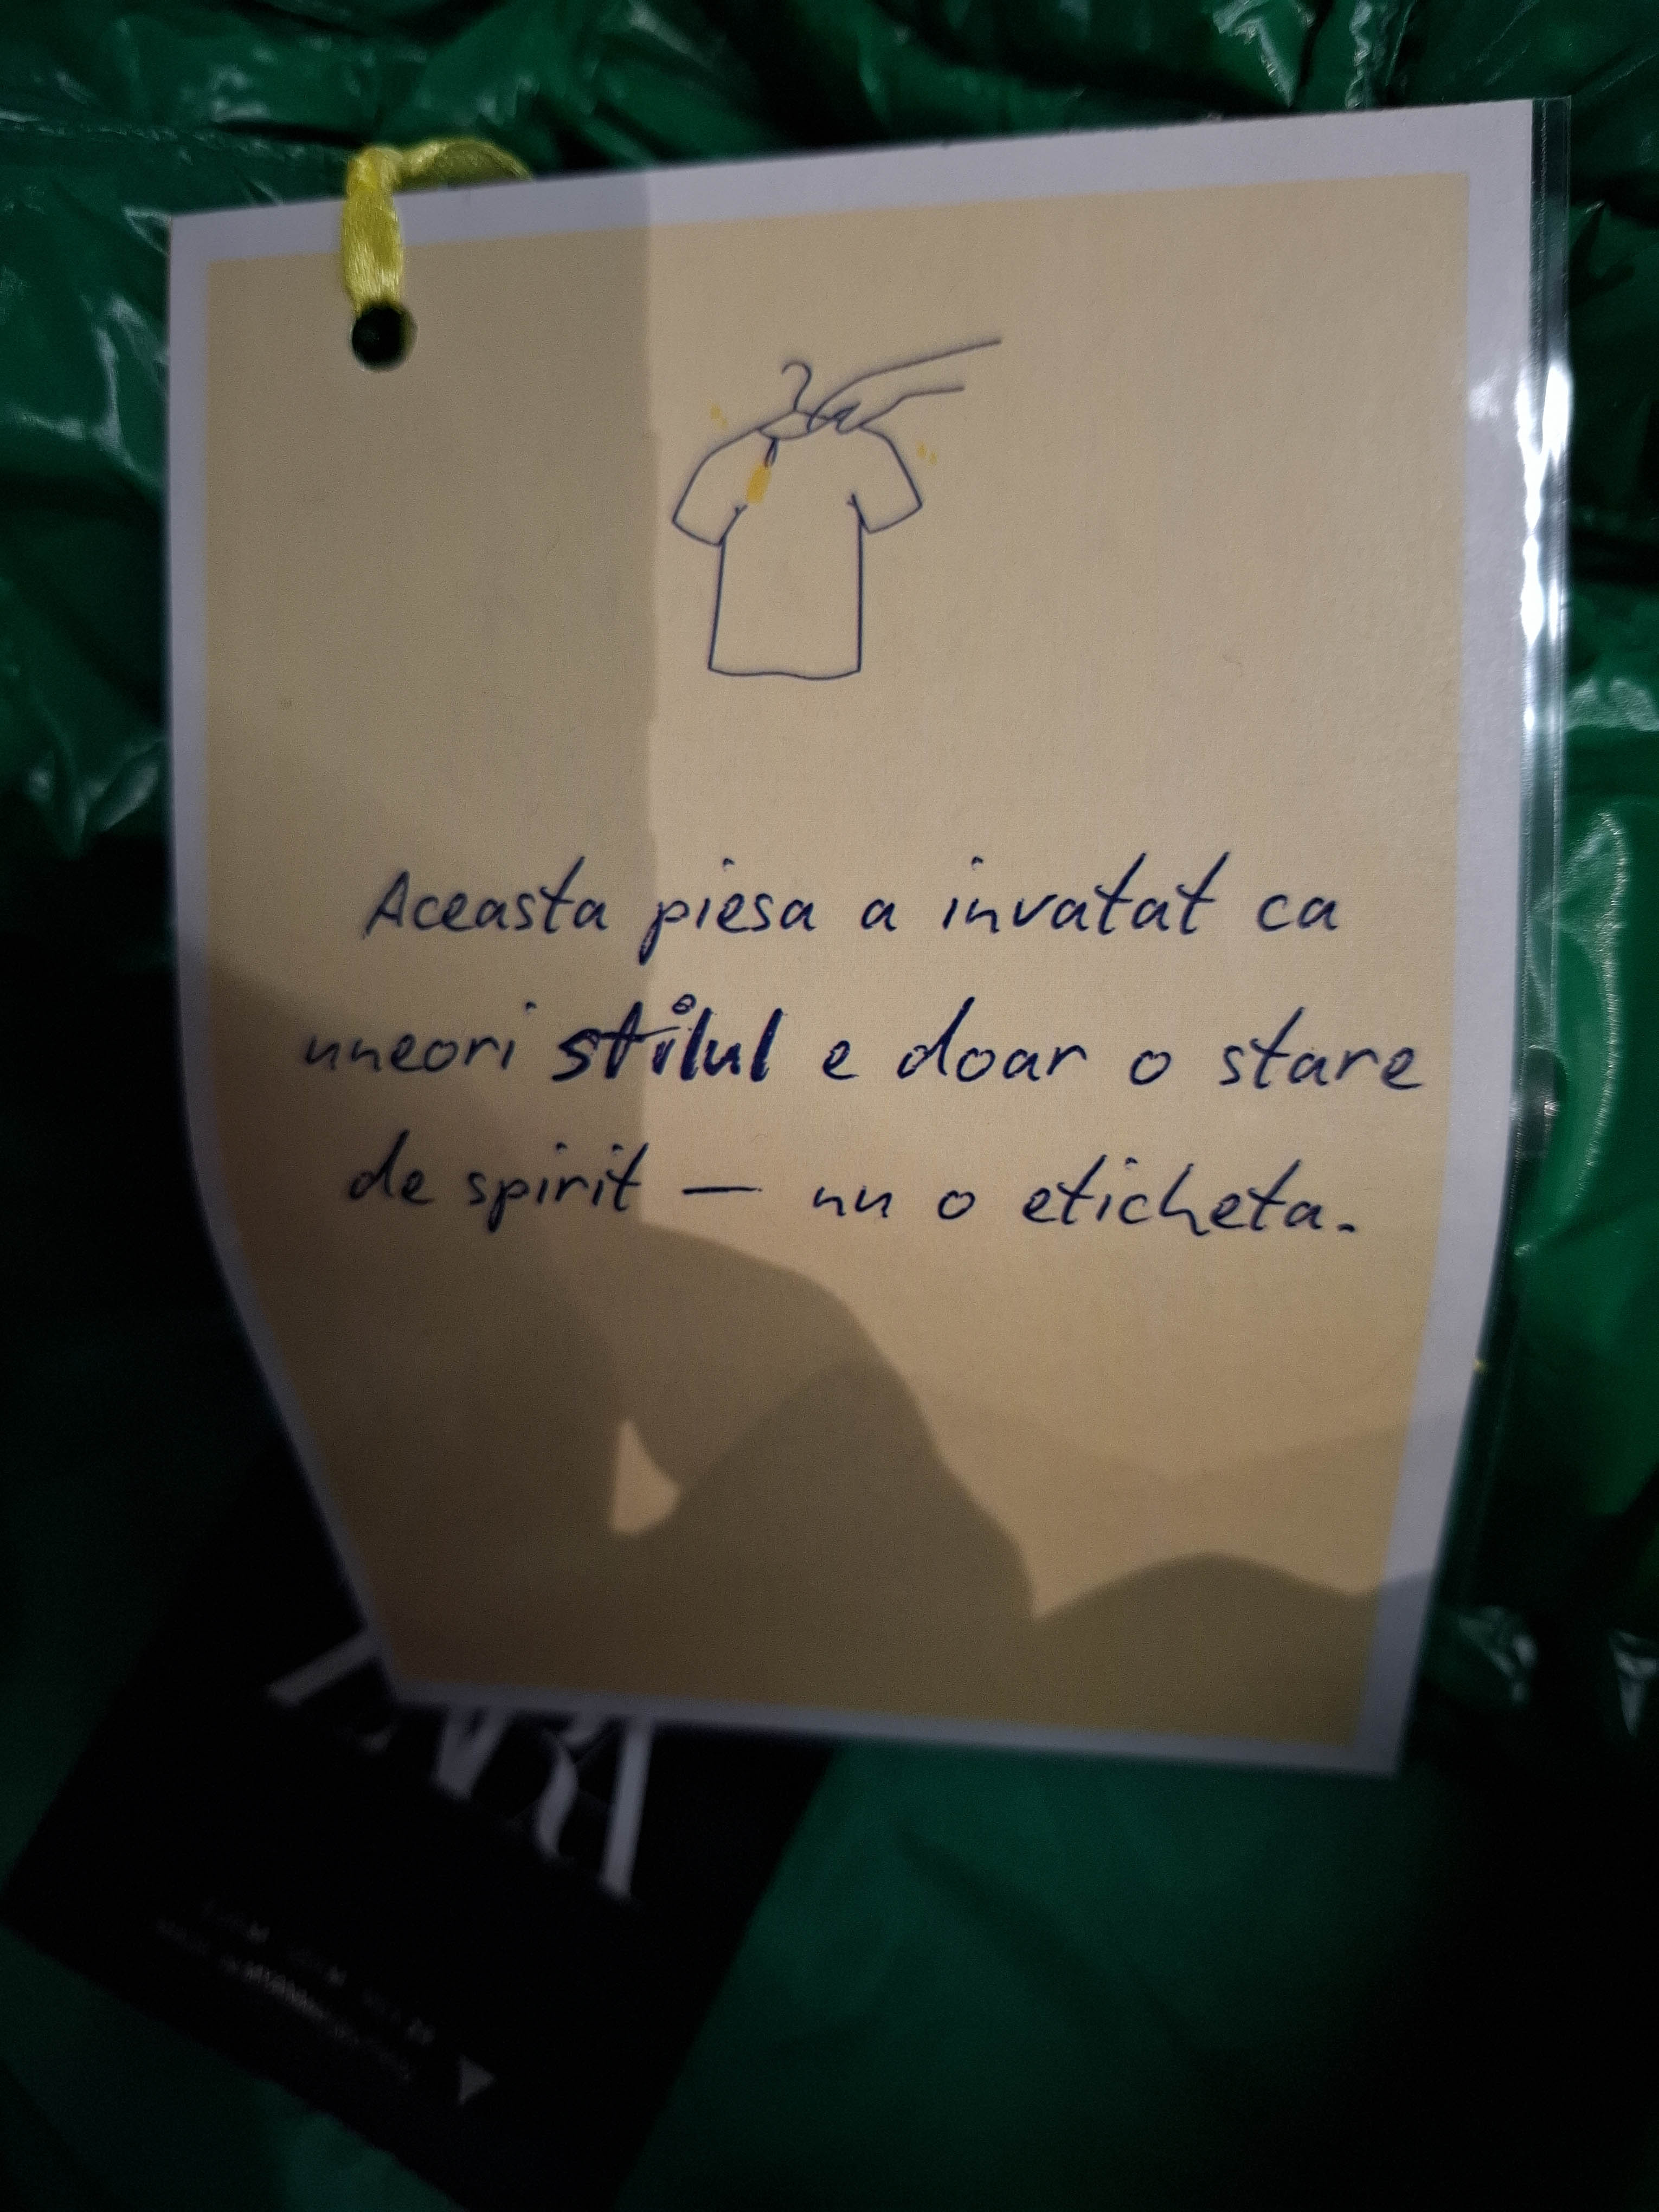 Aceasta piesa a invatat ca
uneori stilul e doar o stare
de spirit — nu o eticheta.